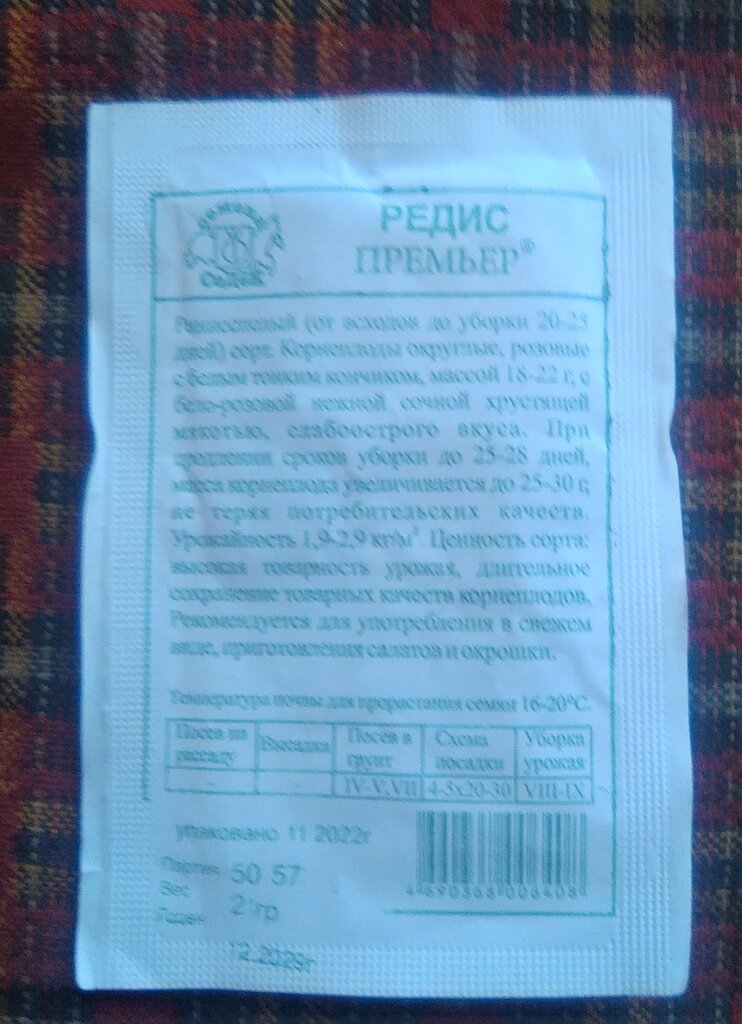 РЕДИС
ПРЕМЬЕР®
Раннеспелый (от всходов до уборки 20-25
дней) сорт. Корнеплоды округлые, розовые
с белым тонким кончиком, массой 18-22 г, с
бело-розовой нежной сочной хрустящей
мякотью, слабоострого вкуса. При
продлении сроков уборки до 25-28 дней,
масса корнеплода увеличивается до 25-30 г,
не теряя потребительских качеств.
Урожайность 1,9-2,9 кг/м². Ценность сорта:
высокая товарность урожая, длительное
сохранение товарных качеств корнеплодов.
Рекомендуется для употребления в свежем
виде, приготовления салатов и окрошки.
Температура почвы для прорастания семян 16-20°С.
Посев на рассаду
Высадка
Посев в грунт
Схема посадки
Уборка урожая
- - IV-V,VII 4-5x20-30 VIII-IX
упаковано 11 2022г
Партия 50 57
Вес 2 гр
Годен 12.2029г
4 690368 006408